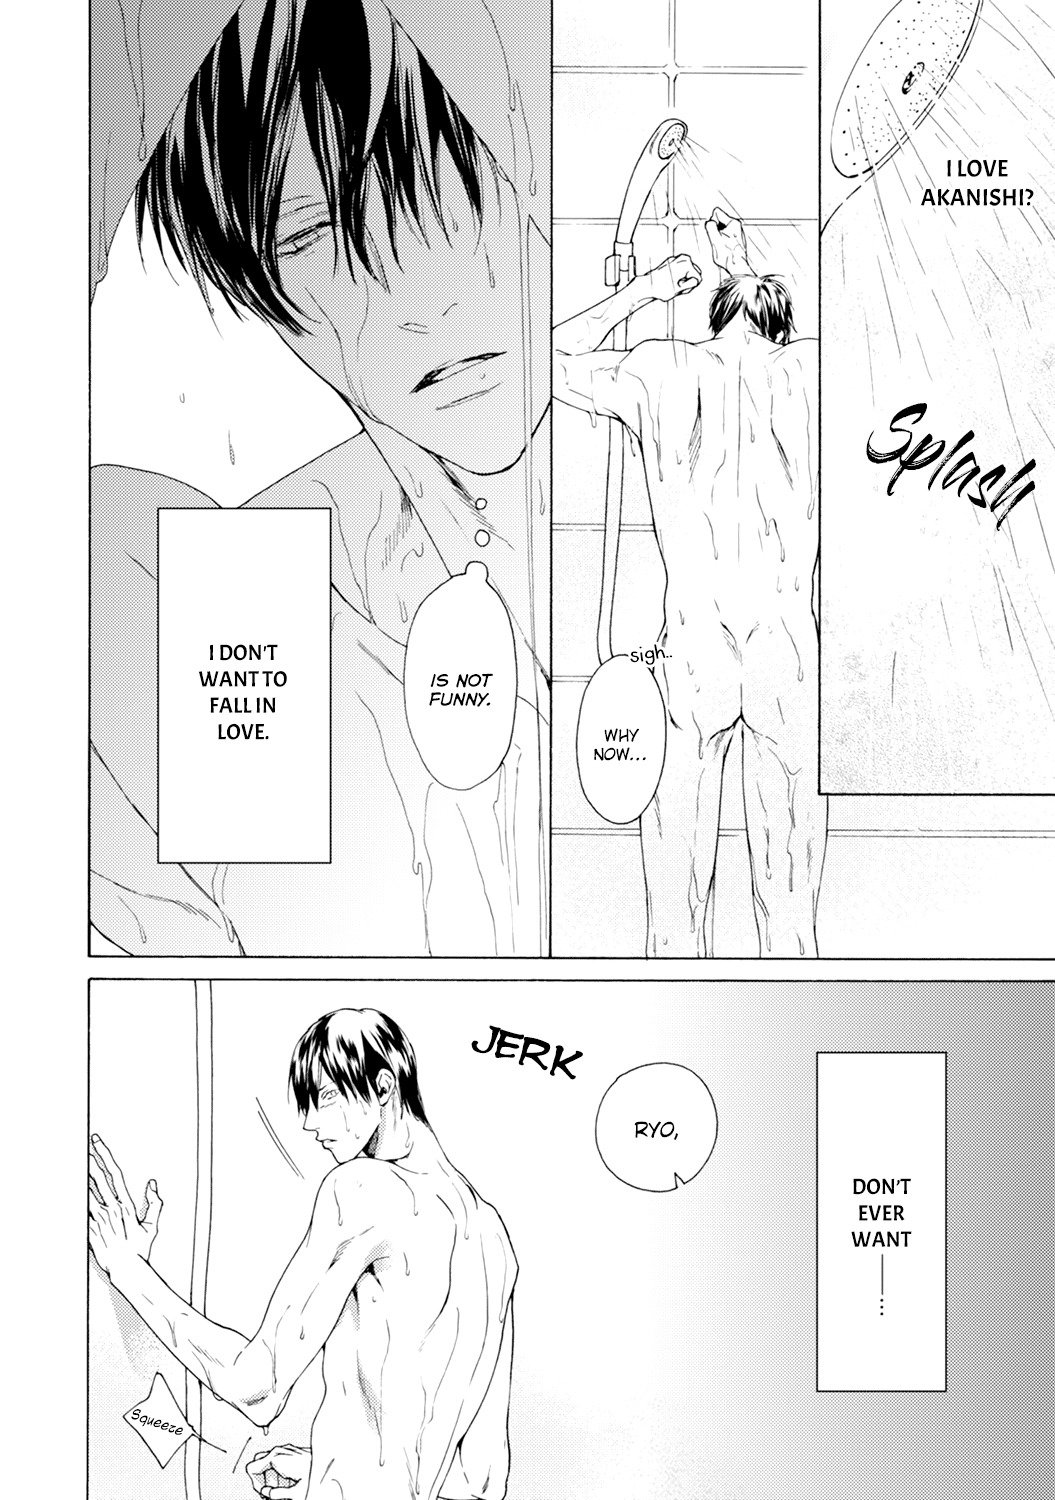 I LOVE
AKANISHI?
Splash
sigh..
WHY
NOW...
IS NOT
FUNNY.
I DON'T
WANT TO
FALL IN
LOVE.
DON'T
EVER
WANT
—...
RYO,
JERK
Squeeze